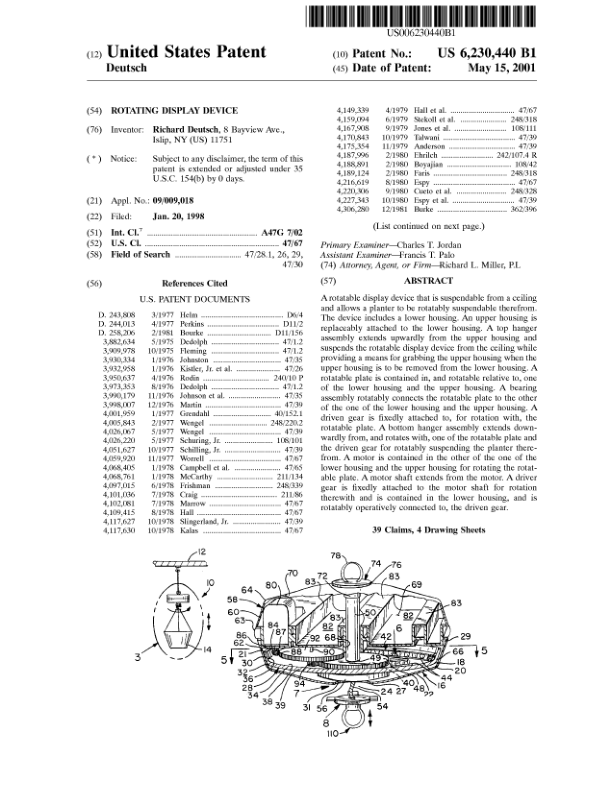 US006230440B1
(12) United States Patent
Deutsch
(10) Patent No.: US 6,230,440 B1
(45) Date of Patent: May 15, 2001
(54) ROTATING DISPLAY DEVICE
(76) Inventor: Richard Deutsch, 8 Bayview Ave.,
Islip, NY (US) 11751
( * ) Notice: Subject to any disclaimer, the term of this
patent is extended or adjusted under 35
U.S.C. 154(b) by 0 days.
(21) Appl. No.: 09/009,018
(22) Filed: Jan. 20, 1998
(51) Int. Cl.7 ........ A47G 7/02
(52) U.S. Cl. ........ 47/67
(58) Field of Search ........ 47/28.1, 26, 29,
47/30
(56) References Cited
U.S. PATENT DOCUMENTS
D. 243,808 3/1977 Helm ........ D6/4
D. 244,013 4/1977 Perkins ........ D11/2
D. 258,206 2/1981 Bourke ........ D11/156
3,882,634 5/1975 Dedolph ........ 47/1.2
3,909,978 10/1975 Fleming ........ 47/1.2
3,930,334 1/1976 Johnston ........ 47/35
3,932,958 1/1976 Kistler, Jr. et al. ........ 47/26
3,950,637 4/1976 Rodin ........ 240/10 P
3,973,353 8/1976 Dedolph ........ 47/1.2
3,990,179 11/1976 Johnson et al. ........ 47/35
3,998,007 12/1976 Martin ........ 47/39
4,001,959 1/1977 Grendahl ........ 40/152.1
4,005,843 2/1977 Wengel ........ 248/220.2
4,026,067 5/1977 Wengel ........ 47/39
4,026,220 5/1977 Schuring, Jr. ........ 108/101
4,051,627 10/1977 Schilling, Jr. ........ 47/39
4,059,920 11/1977 Worrell ........ 47/67
4,068,405 1/1978 Campbell et al. ........ 47/65
4,068,761 1/1978 McCarthy ........ 211/134
4,097,015 6/1978 Frishman ........ 248/339
4,101,036 7/1978 Craig ........ 211/86
4,102,081 7/1978 Marrow ........ 47/67
4,109,415 8/1978 Hall ........ 47/67
4,117,627 10/1978 Slingerland, Jr. ........ 47/39
4,117,630 10/1978 Kalas ........ 47/67
4,149,339 4/1979 Hall et al. ........ 47/67
4,159,094 6/1979 Stekoll et al. ........ 248/318
4,167,908 9/1979 Jones et al. ........ 108/111
4,170,843 10/1979 Talwani ........ 47/39
4,175,354 11/1979 Anderson ........ 47/39
4,187,996 2/1980 Ehrlich ........ 242/107.4 R
4,188,891 2/1980 Boyajian ........ 108/42
4,189,124 2/1980 Faris ........ 248/318
4,216,619 8/1980 Espy ........ 47/67
4,220,306 9/1980 Cueto et al. ........ 248/328
4,227,343 10/1980 Espy et al. ........ 47/39
4,306,280 12/1981 Burke ........ 362/396
(List continued on next page.)
Primary Examiner—Charles T. Jordan
Assistant Examiner—Francis T. Palo
(74) Attorney, Agent, or Firm—Richard L. Miller, P.E.
(57) ABSTRACT
A rotatable display device that is suspendable from a ceiling
and allows a planter to be rotatably suspendable therefrom.
The device includes a lower housing. An upper housing is
replaceably attached to the lower housing. A top hanger
assembly extends upwardly from the upper housing and
suspends the rotatable display device from the ceiling while
providing a means for grabbing the upper housing when the
upper housing is to be removed from the lower housing. A
rotatable plate is contained in, and rotatable relative to, one
of the lower housing and the upper housing. A bearing
assembly rotatably connects the rotatable plate to the other
of the one of the lower housing and the upper housing. A
driven gear is fixedly attached to, for rotation with, the
rotatable plate. A bottom hanger assembly extends down-
wardly from, and rotates with, one of the rotatable plate and
the driven gear for rotatably suspending the planter there-
from. A motor is contained in the other of the one of the
lower housing and the upper housing for rotating the rotat-
able plate. A motor shaft extends from the motor. A driver
gear is fixedly attached to the motor shaft for rotation
therewith and is contained in the lower housing, and is
rotatably operatively connected to, the driven gear.
39 Claims, 4 Drawing Sheets
12
10
14
3
78
74
76
72
83
83
70
80
64
58
60
63
86
62
21
5
30
32
36
28
34
38
39
69
83
50
82
6
83
82
84
87
92
68
42
29
5
88
90
49
66
18
20
44
16
94
7
31
56
24
27
40
48
22
54
8
110